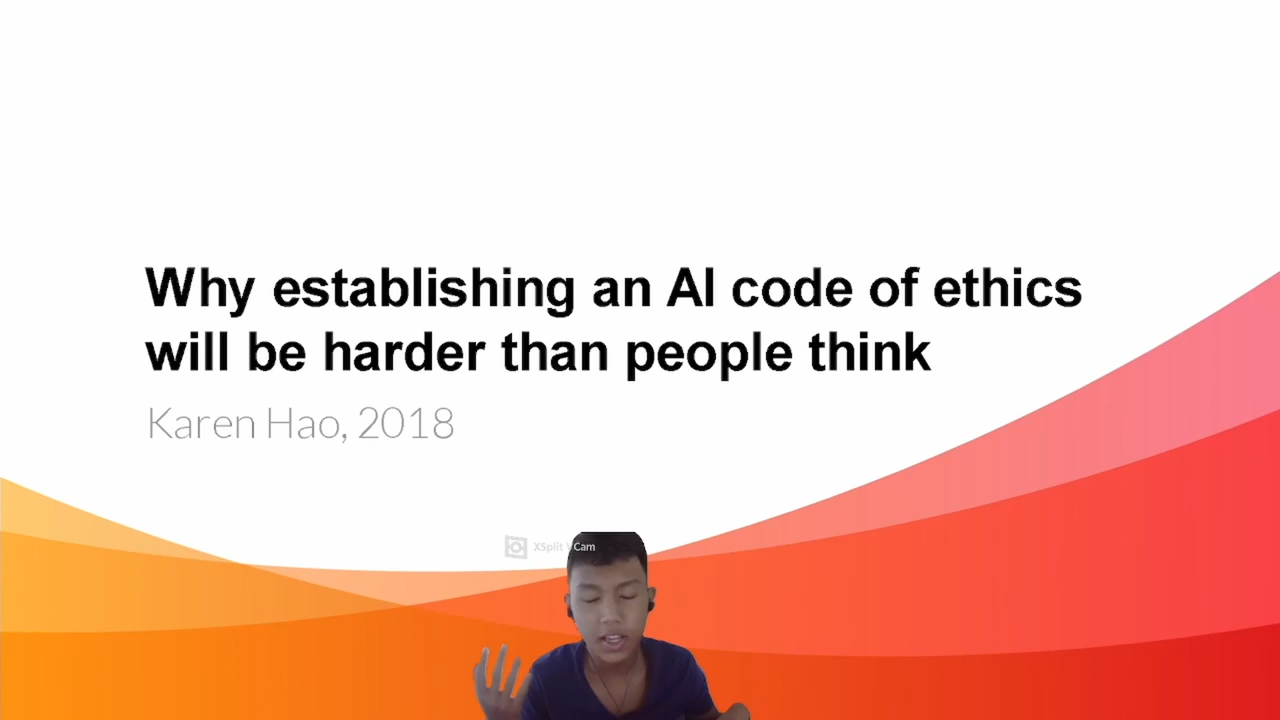 Why establishing an AI code of ethics
will be harder than people think
Karen Hao, 2018
XSplit VCam